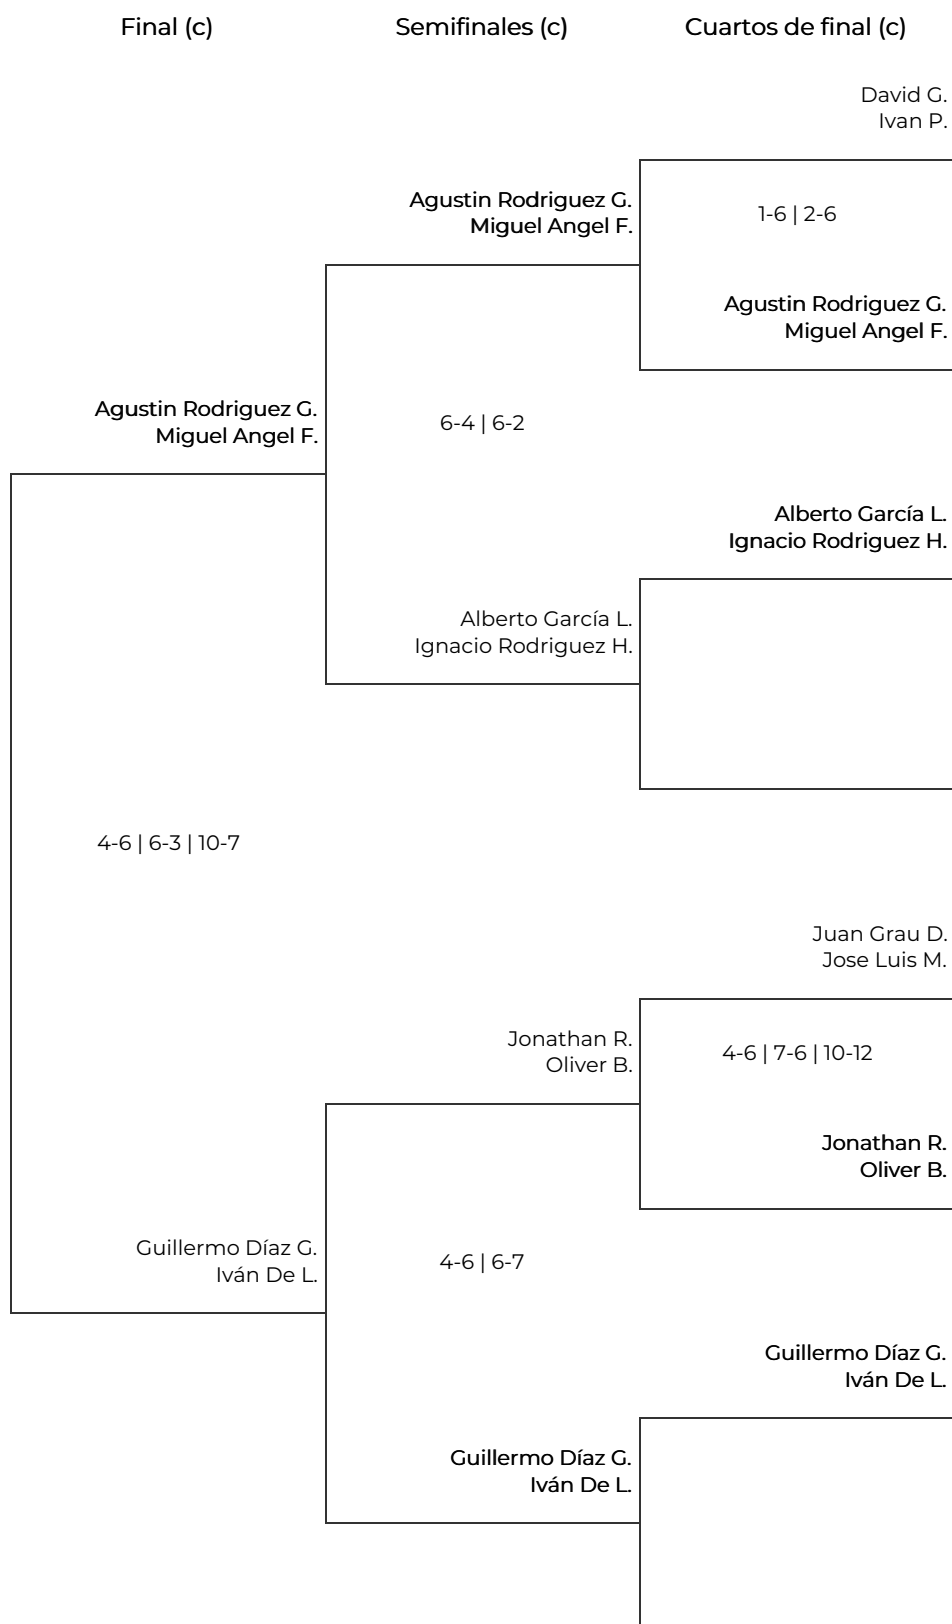 Final (c)
Semifinales (c)
Cuartos de final (c)
David G.
Ivan P.
Agustin Rodriguez G.
Miguel Angel F.
1-6 | 2-6
Agustin Rodriguez G.
Miguel Angel F.
Agustin Rodriguez G.
Miguel Angel F.
6-4 | 6-2
Alberto García L.
Ignacio Rodriguez H.
Alberto García L.
Ignacio Rodriguez H.
4-6 | 6-3 | 10-7
Juan Grau D.
Jose Luis M.
Jonathan R.
Oliver B.
4-6 | 7-6 | 10-12
Jonathan R.
Oliver B.
Guillermo Díaz G.
Iván De L.
4-6 | 6-7
Guillermo Díaz G.
Iván De L.
Guillermo Díaz G.
Iván De L.